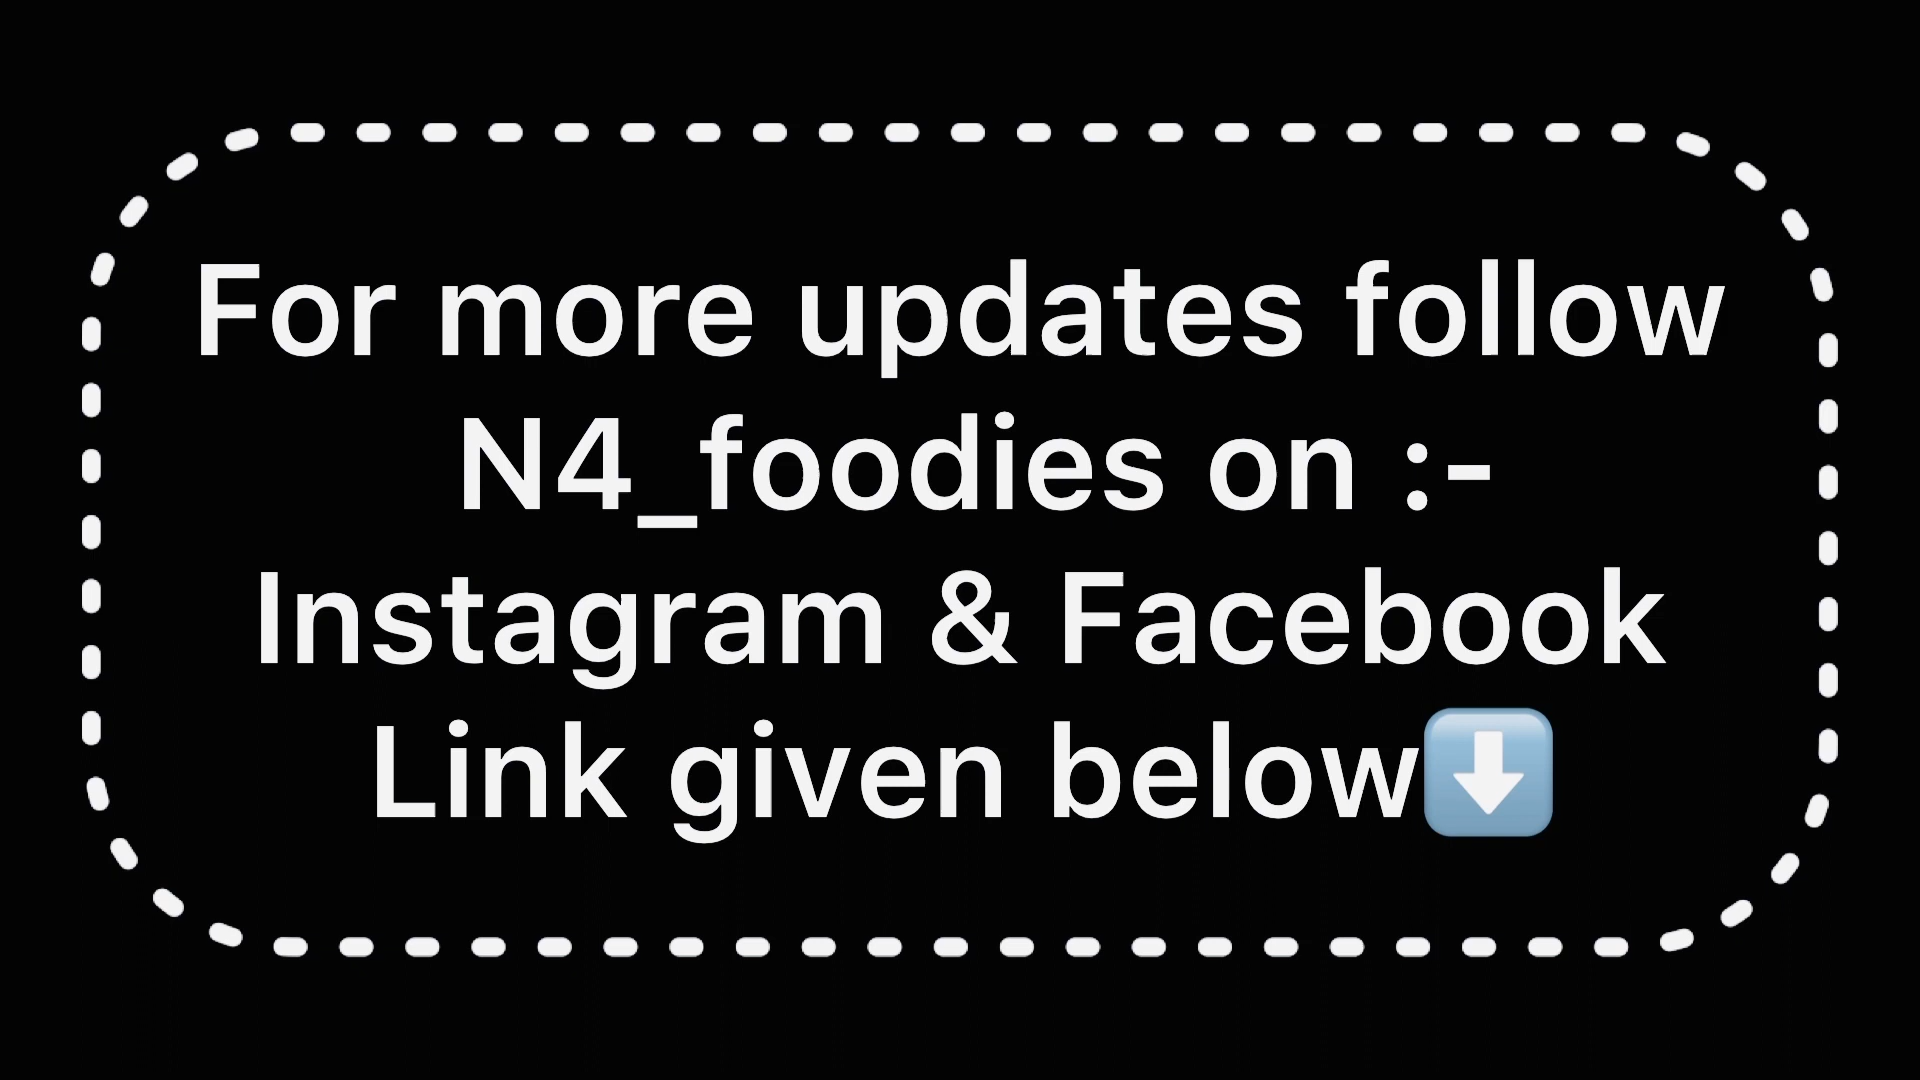 For more updates follow
N4_foodies on :-
Instagram & Facebook
Link given below⬇️